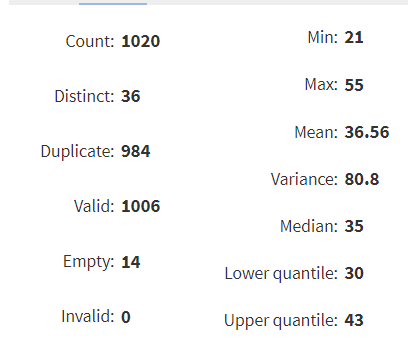 Count: 1020
Distinct: 36
Duplicate: 984
Valid: 1006
Empty: 14
Invalid: 0
Min: 21
Max: 55
Mean: 36.56
Variance: 80.8
Median: 35
Lower quantile: 30
Upper quantile: 43